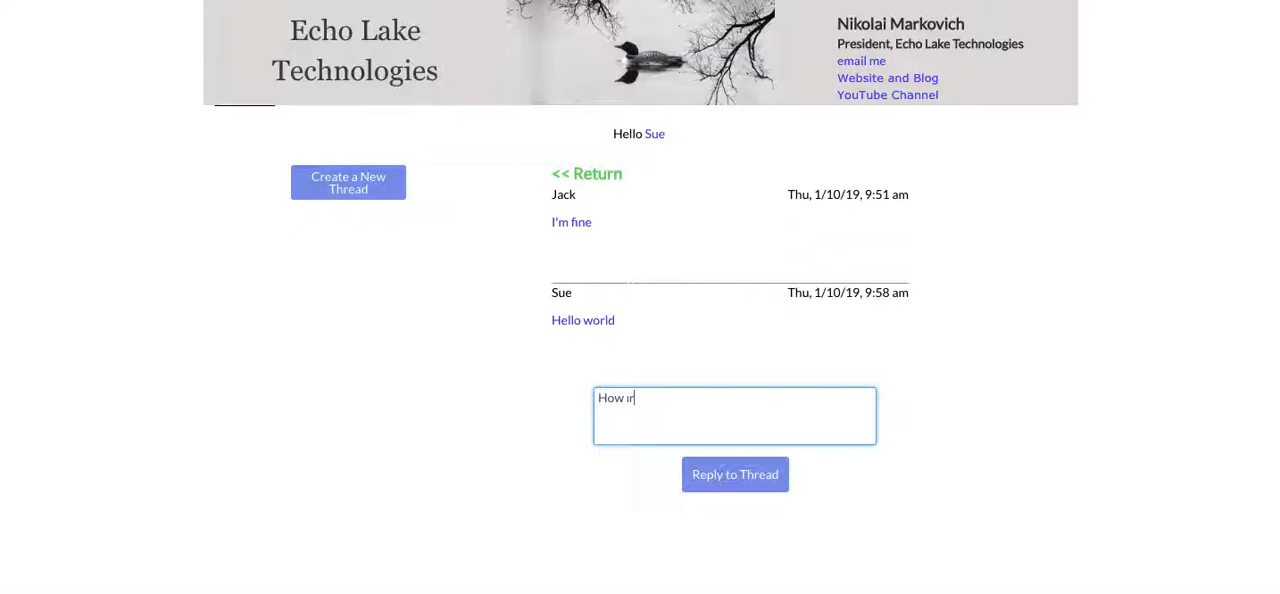 Echo Lake
Technologies
Nikolai Markovich
President, Echo Lake Technologies
email me
Website and Blog
YouTube Channel
Hello Sue
Create a New
Thread
<< Return
Jack Thu, 1/10/19, 9:51 am
I'm fine
Sue Thu, 1/10/19, 9:58 am
Hello world
How
Reply to Thread